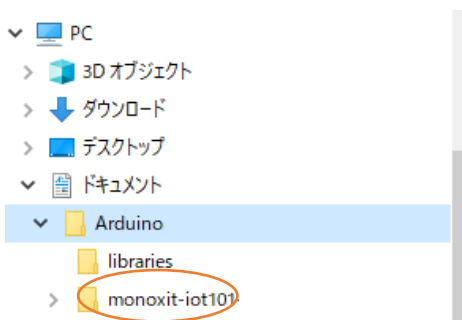 PC
3D オブジェクト
ダウンロード
デスクトップ
ドキュメント
Arduino
libraries
monoxit-iot101